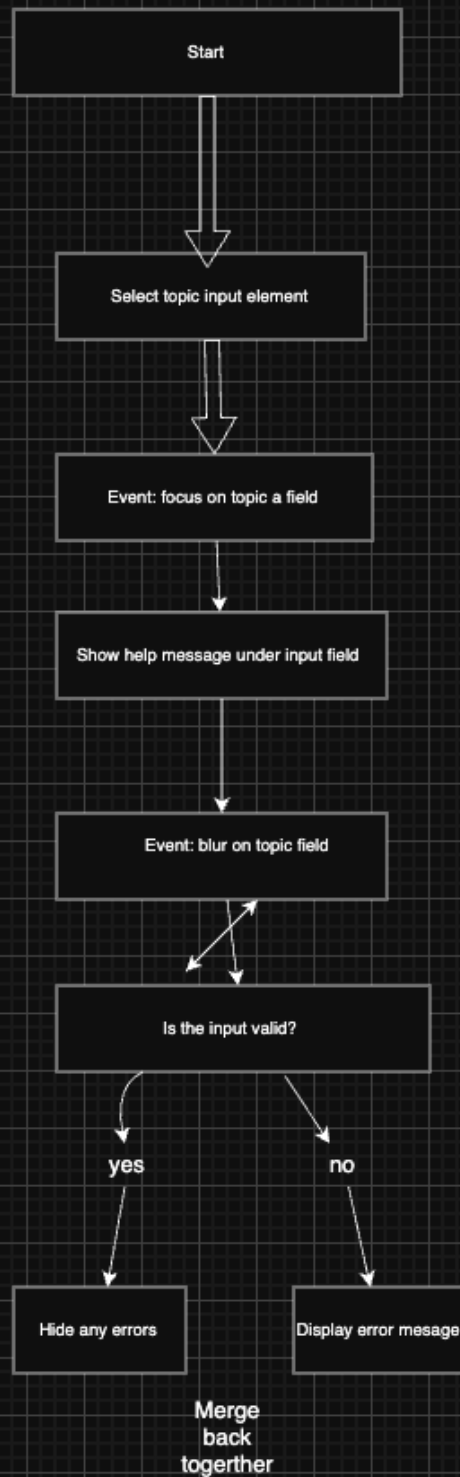 Start
Select topic input element
Event: focus on topic a field
Show help message under input field
Event: blur on topic field
Is the input valid?
yes
no
Hide any errors
Display error mesage
Merge
back
togerther